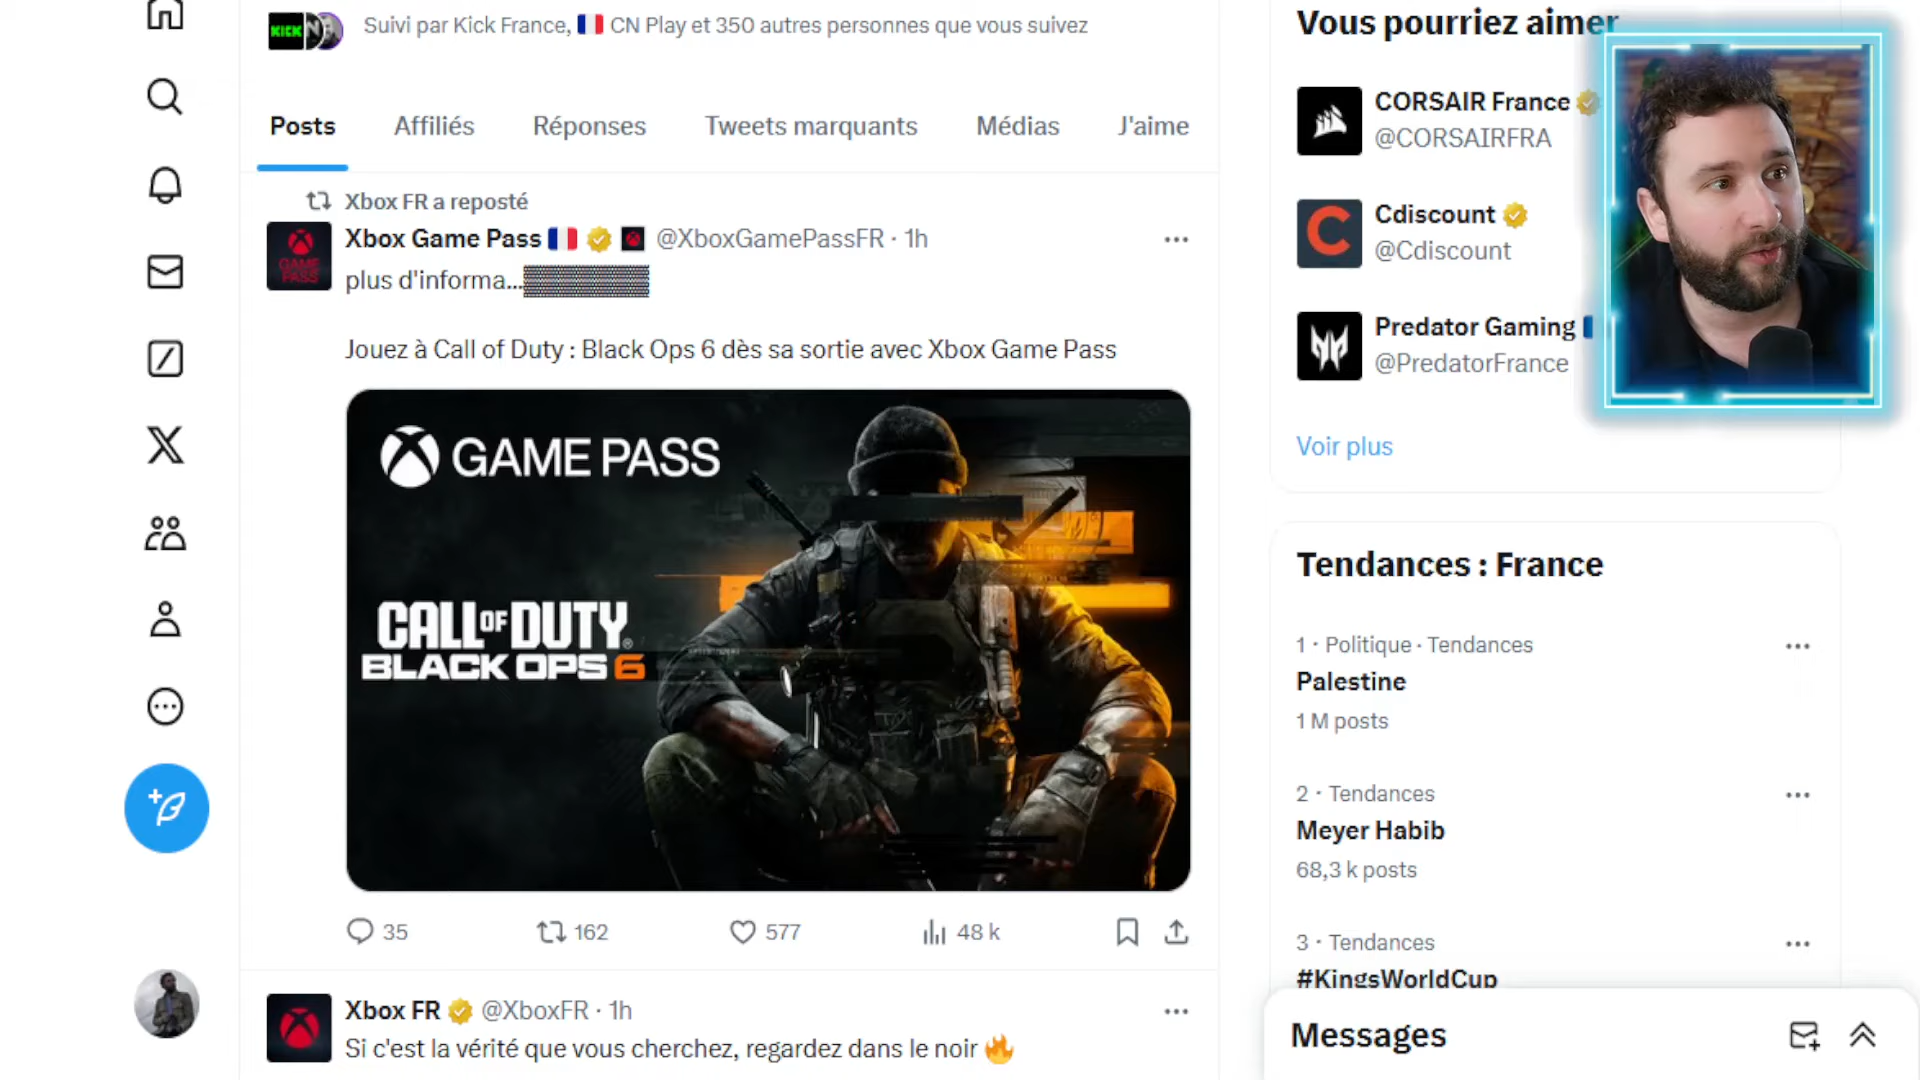 Suivi par Kick France, 🇫🇷 CN Play et 350 autres personnes que vous suivez
KICK
Posts
Affiliés
Réponses
Tweets marquants
Médias
J'aime
Xbox FR a reposté
Xbox Game Pass 🇫🇷 @XboxGamePassFR · 1h
plus d'informa...▒▒▒▒▒▒▒
Jouez à Call of Duty : Black Ops 6 dès sa sortie avec Xbox Game Pass
GAME PASS
GAME PASS
CALL OF DUTY®
BLACK OPS 6
35
162
577
48 k
Xbox FR @XboxFR · 1h
Si c'est la vérité que vous cherchez, regardez dans le noir 🔥
Vous pourriez aimer
CORSAIR France
@CORSAIRFRA
Cdiscount
@Cdiscount
Predator Gaming
@PredatorFrance
Voir plus
Tendances : France
1 · Politique · Tendances
Palestine
1 M posts
2 · Tendances
Meyer Habib
68,3 k posts
3 · Tendances
#KingsWorldCup
Messages